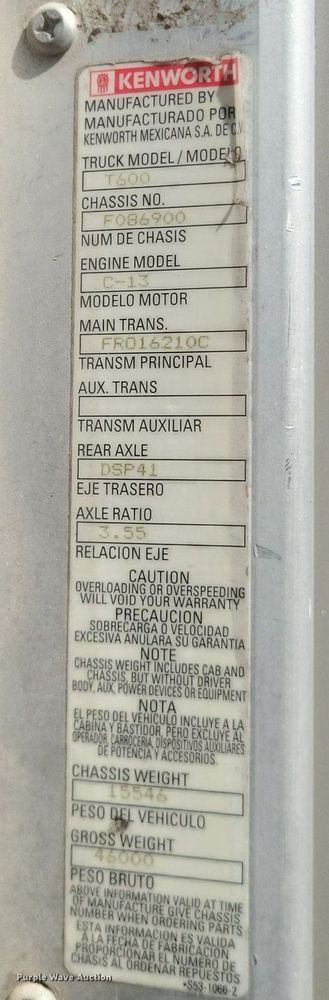 KENWORTH
MANUFACTURED BY
MANUFACTURADO POR
KENWORTH MEXICANA S.A. DE C.V.
TRUCK MODEL / MODELO
T600
CHASSIS NO.
F086900
NUM DE CHASIS
ENGINE MODEL
C-13
MODELO MOTOR
MAIN TRANS.
FRO16210C
TRANSM PRINCIPAL
AUX. TRANS
TRANSM AUXILIAR
REAR AXLE
DSP41
EJE TRASERO
AXLE RATIO
3.55
RELACION EJE
CAUTION
OVERLOADING OR OVERSPEEDING
WILL VOID YOUR WARRANTY
PRECAUCION
SOBRECARGA O VELOCIDAD
EXCESIVA ANULARA SU GARANTIA
NOTE
CHASSIS WEIGHT INCLUDES CAB AND
CHASSIS, BUT WITHOUT DRIVER
BODY, AUX, POWER DEVICES OR EQUIPMENT
NOTA
EL PESO DEL VEHICULO INCLUYE A LA
CABINA Y BASTIDOR, PERO EXCLUYE AL
OPERADOR, CARROCERIA, DISPOSITIVOS AUXILIARES
DE POTENCIA Y ACCESORIOS.
CHASSIS WEIGHT
15546
PESO DEL VEHICULO
GROSS WEIGHT
46000
PESO BRUTO
ABOVE INFORMATION VALID AT TIME
OF MANUFACTURE GIVE CHASSIS
NUMBER WHEN ORDERING PARTS
ESTA INFORMACION ES VALIDA
A LA FECHA DE FABRICACION
PROPORCIONAR EL NUMERO DE
CHASIS AL ORDENAR REPUESTOS
•S53-1066-2
Purple Wave Auction